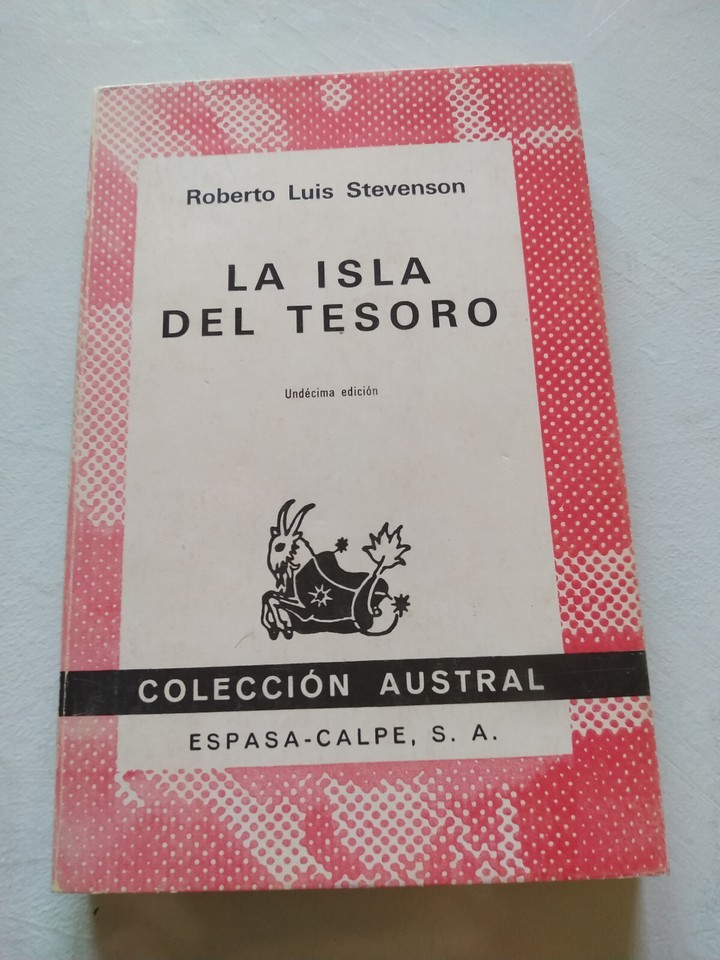 Roberto Luis Stevenson
LA ISLA
DEL TESORO
Undécima edición
COLECCIÓN AUSTRAL
ESPASA-CALPE, S. A.